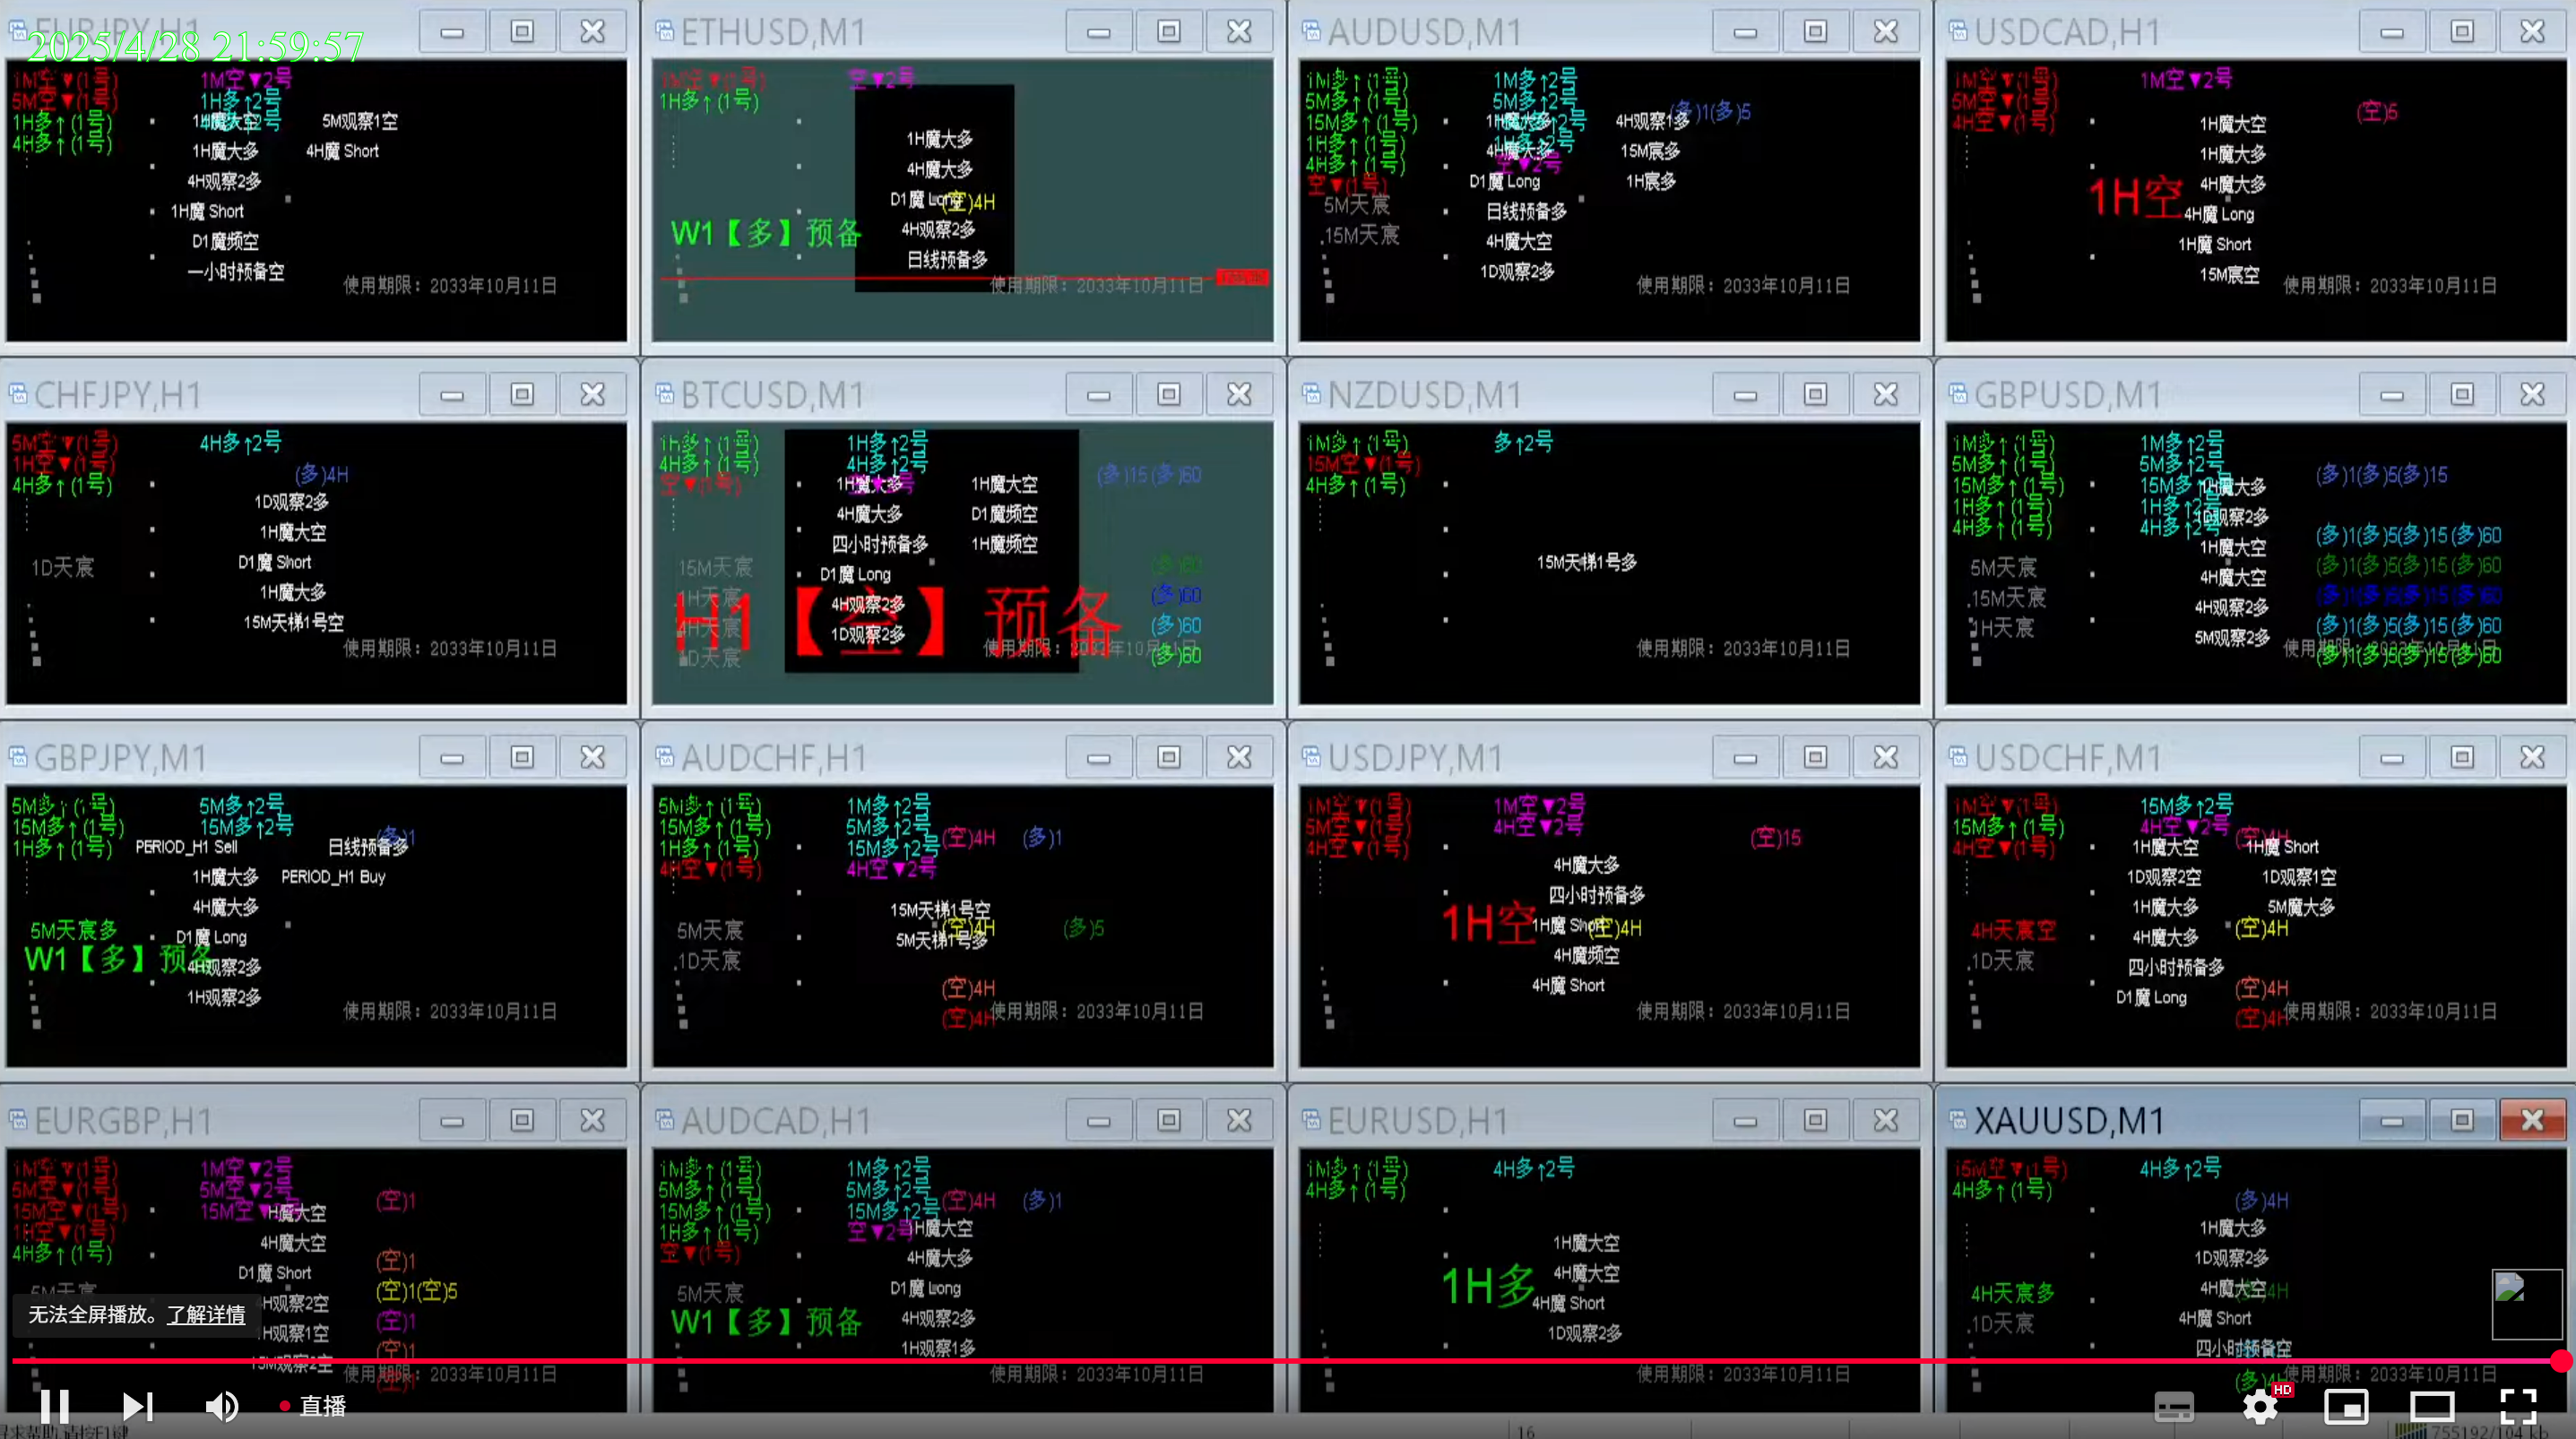 EURJPY,H1
2025/4/28 21:59:57
1M空▼(1号)
1M空▼2号
5M空▼(1号)
1H多↑2号
1H多↑(1号)
1H魔大空
5M观察1空
4H多↑(1号)
1H魔大多
4H魔 Short
4H观察2多
1H魔 Short
D1魔频空
一小时预备空
使用期限：2033年10月11日
ETHUSD,M1
空▼2号
1H多↑(1号)
1H魔大多
4H魔大多
D1魔 Long
(空)4H
W1【多】预备
4H观察2多
日线预备多
使用期限：2033年10月11日
AUDUSD,M1
1M多↑(1号)
1M多↑2号
5M多↑(1号)
5M多↑2号
(多)1(多)5
15M多↑(1号)
1H魔大多
4H观察1多
1H多↑(1号)
4H多↑(1号)
4H魔大多
15M宸多
空▼2号
空▼(1号)
D1魔 Long
1H宸多
5M天宸
日线预备多
15M天宸
4H魔大空
1D观察2多
使用期限：2033年10月11日
USDCAD,H1
1M空▼(1号)
1M空▼2号
5M空▼(1号)
(空)5
4H空▼(1号)
1H魔大空
1H魔大多
1H空
4H魔大多
4H魔 Long
1H魔 Short
15M宸空
使用期限：2033年10月11日
CHFJPY,H1
5M空▼(1号)
4H多↑2号
1H空▼(1号)
(多)4H
4H多↑(1号)
1D观察2多
1H魔大空
1D天宸
D1魔 Short
1H魔大多
15M天梯1号空
使用期限：2033年10月11日
BTCUSD,M1
1H多↑(1号)
1H多↑2号
4H多↑(1号)
4H多↑2号
(多)15(多)60
空▼(1号)
1H魔大多
1H魔大空
4H魔大多
D1魔频空
四小时预备多
1H魔频空
15M天宸
D1魔 Long
(多)60
1H天宸
H1【空】预备
4H观察2多
(多)60
4H天宸
1D观察2多
(多)60
1D天宸
(多)60
使用期限：2033年10月11日
NZDUSD,M1
1M多↑(1号)
多↑2号
15M空▼(1号)
4H多↑(1号)
15M天梯1号多
使用期限：2033年10月11日
GBPUSD,M1
1M多↑(1号)
1M多↑2号
5M多↑(1号)
5M多↑2号
(多)1(多)5(多)15
15M多↑(1号)
15M多↑2号
1H魔大多
1H多↑(1号)
1H多↑2号
4H多↑(1号)
4H多↑2号
1D观察2多
1H魔大空
(多)1(多)5(多)15(多)60
5M天宸
4H魔大空
(多)1(多)5(多)15(多)60
15M天宸
4H观察2多
(多)1(多)5(多)15(多)60
1H天宸
5M观察2多
(多)1(多)5(多)15(多)60
(多)1(多)5(多)15(多)60
GBPJPY,M1
5M多↑(1号)
5M多↑2号
15M多↑(1号)
15M多↑2号
(多)1
1H多↑(1号)
PERIOD_H1 Sell
日线预备多
1H魔大多
PERIOD_H1 Buy
4H魔大多
5M天宸多
D1魔 Long
W1【多】预备
4H观察2多
1H观察2多
使用期限：2033年10月11日
AUDCHF,H1
5M多↑(1号)
1M多↑2号
15M多↑(1号)
5M多↑2号
(空)4H
(多)1
1H多↑(1号)
15M多↑2号
4H空▼(1号)
4H空▼2号
15M天梯1号空
5M天宸
(空)4H
(多)5
5M天梯1号多
1D天宸
(空)4H
(空)4H
使用期限：2033年10月11日
USDJPY,M1
1M空▼(1号)
1M空▼2号
5M空▼(1号)
4H空▼2号
(空)15
4H空▼(1号)
4H魔大多
四小时预备多
1H空
1H魔 Short
(空)4H
4H魔频空
4H魔 Short
使用期限：2033年10月11日
USDCHF,M1
1M空▼(1号)
15M多↑2号
15M多↑(1号)
4H空▼2号
(空)4H
4H空▼(1号)
1H魔大空
1H魔 Short
1D观察2空
1D观察1空
1H魔大多
5M魔大多
4H天宸空
4H魔大多
(空)4H
1D天宸
四小时预备多
D1魔 Long
(空)4H
(空)4H
使用期限：2033年10月11日
EURGBP,H1
1M空▼(1号)
1M空▼2号
5M空▼(1号)
5M空▼2号
(空)1
15M空▼(1号)
15M空▼
H魔大空
1H空▼(1号)
4H多↑(1号)
4H魔大空
(空)1
D1魔 Short
5M天宸
(空)1(空)5
H观察2空
无法全屏播放。了解详情
(空)1
H观察1空
(空)1
15M观察2空
使用期限：2033年10月11日
AUDCAD,H1
1M多↑(1号)
1M多↑2号
5M多↑(1号)
5M多↑2号
(空)4H
(多)1
15M多↑(1号)
15M多↑2号
1H多↑(1号)
空▼2号
1H魔大空
空▼(1号)
4H魔大多
5M天宸
D1魔 Long
W1【多】预备
4H观察2多
1H观察1多
使用期限：2033年10月11日
EURUSD,H1
1M多↑(1号)
4H多↑2号
4H多↑(1号)
1H魔大空
1H多
4H魔大空
4H魔 Short
1D观察2多
使用期限：2033年10月11日
XAUUSD,M1
15M空▼(1号)
4H多↑2号
4H多↑(1号)
(多)4H
1H魔大多
1D观察2多
4H天宸多
4H魔大空
1D天宸
4H魔 Short
四小时预备空
使用期限：2033年10月11日
直播
HD
16
755192/104 kb